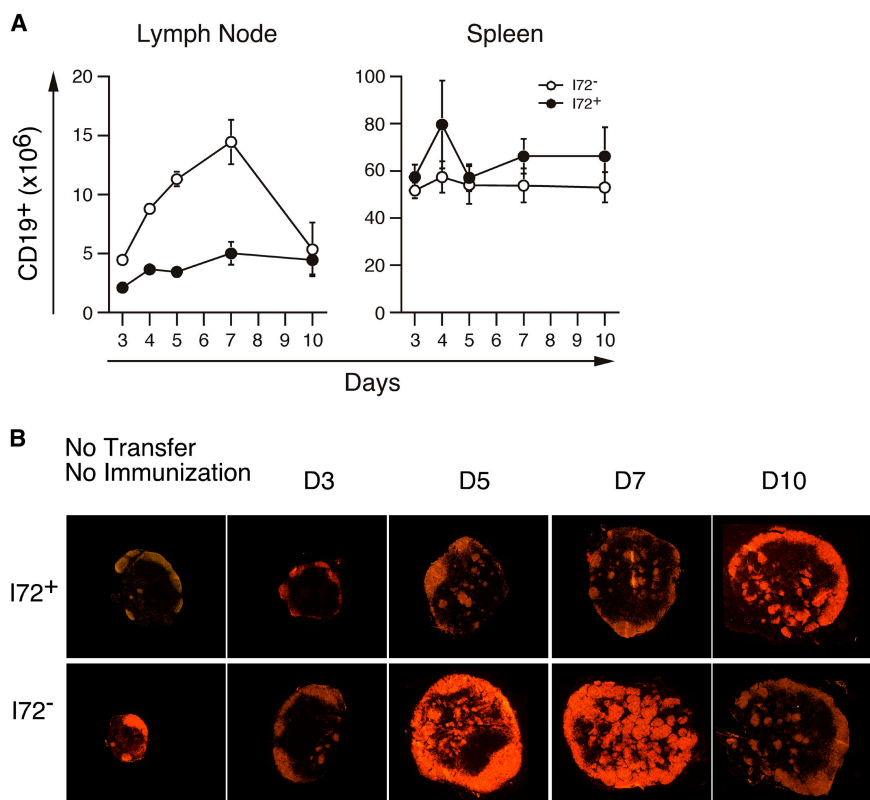 A
Lymph Node
Spleen
CD19+ (x10⁶)
20
15
10
5
0
3 4 5 6 7 8 9 10
100
80
60
40
20
0
3 4 5 6 7 8 9 10
I72⁻
I72⁺
Days
B
No Transfer
No Immunization
D3 D5 D7 D10
I72⁺
I72⁻